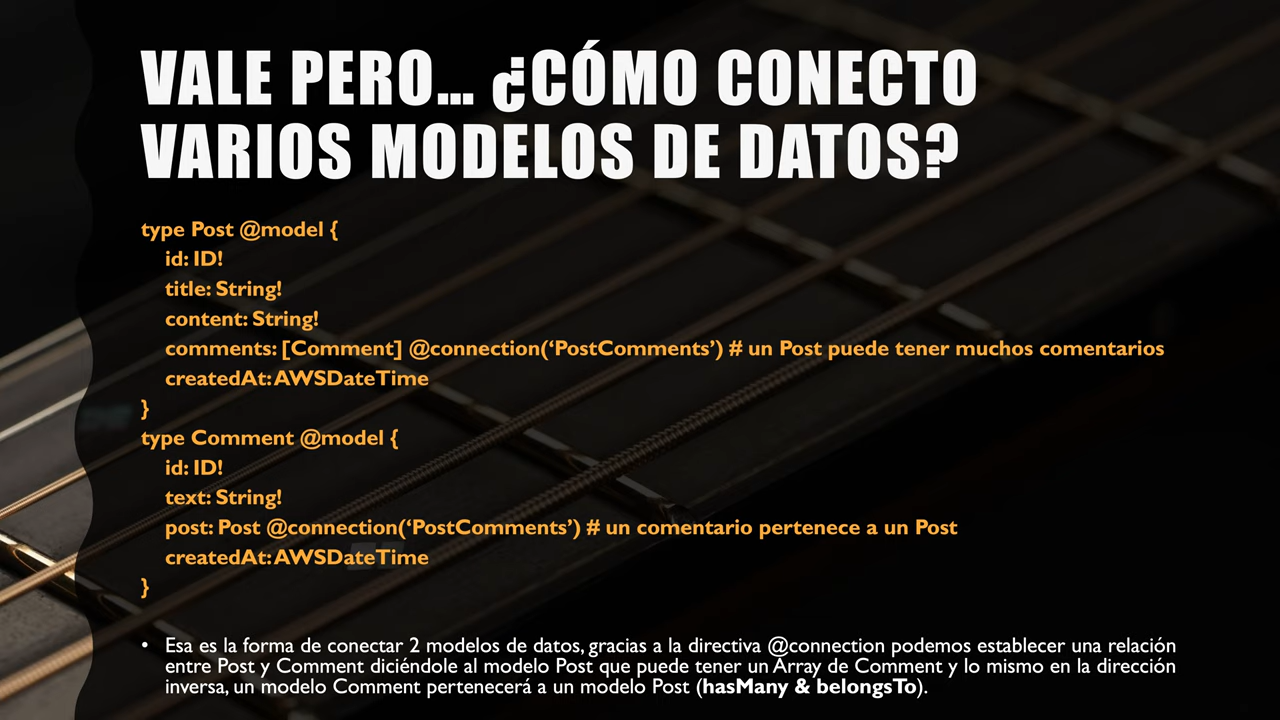 VALE PERO... ¿CÓMO CONECTO
VARIOS MODELOS DE DATOS?
type Post @model {
id: ID!
title: String!
content: String!
comments: [Comment] @connection(‘PostComments’) # un Post puede tener muchos comentarios
createdAt: AWSDateTime
}
type Comment @model {
id: ID!
text: String!
post: Post @connection(‘PostComments’) # un comentario pertenece a un Post
createdAt: AWSDateTime
}
• Esa es la forma de conectar 2 modelos de datos, gracias a la directiva @connection podemos establecer una relación
entre Post y Comment diciéndole al modelo Post que puede tener un Array de Comment y lo mismo en la dirección
inversa, un modelo Comment pertenecerá a un modelo Post (hasMany & belongsTo).